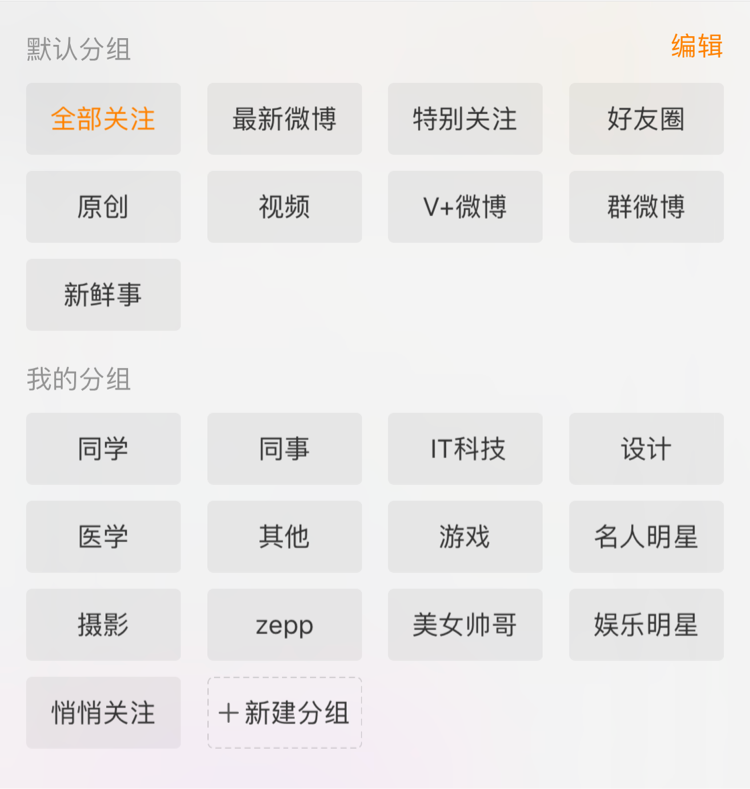 默认分组 编辑
全部关注 最新微博 特别关注 好友圈
原创 视频 V+微博 群微博
新鲜事
我的分组
同学 同事 IT科技 设计
医学 其他 游戏 名人明星
摄影 zepp 美女帅哥 娱乐明星
悄悄关注 +新建分组